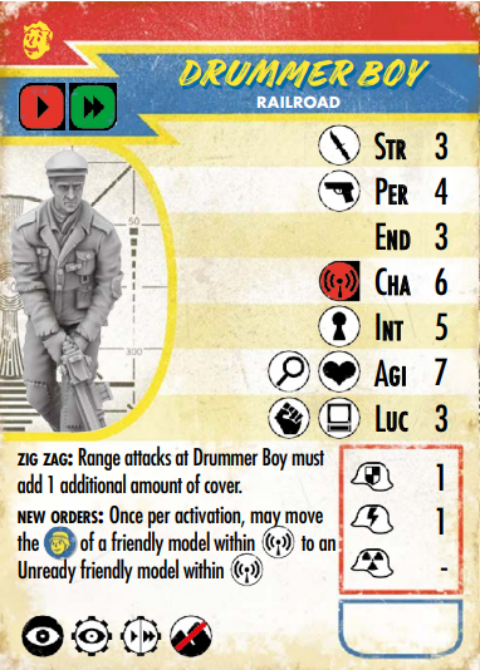 DRUMMER BOY
RAILROAD
STR 3
PER 4
END 3
CHA 6
INT 5
AGI 7
LUC 3
50
300
ZIG ZAG: Range attacks at Drummer Boy must
add 1 additional amount of cover.
NEW ORDERS: Once per activation, may move
the of a friendly model within to an
Unready friendly model within
1
1
-